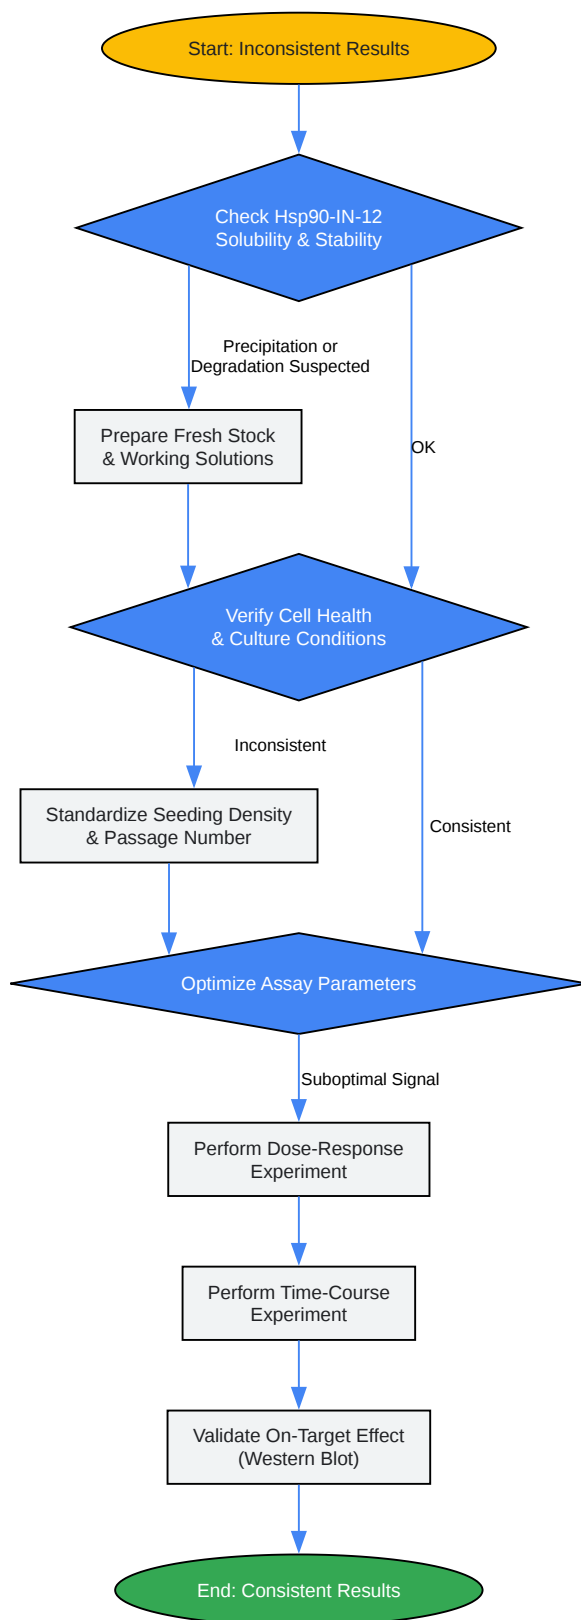 Start: Inconsistent Results
Check Hsp90-IN-12
Solubility & Stability
Precipitation or
Degradation Suspected
Prepare Fresh Stock
& Working Solutions
OK
Verify Cell Health
& Culture Conditions
Inconsistent
Standardize Seeding Density
& Passage Number
Consistent
Optimize Assay Parameters
Suboptimal Signal
Perform Dose-Response
Experiment
Perform Time-Course
Experiment
Validate On-Target Effect
(Western Blot)
End: Consistent Results